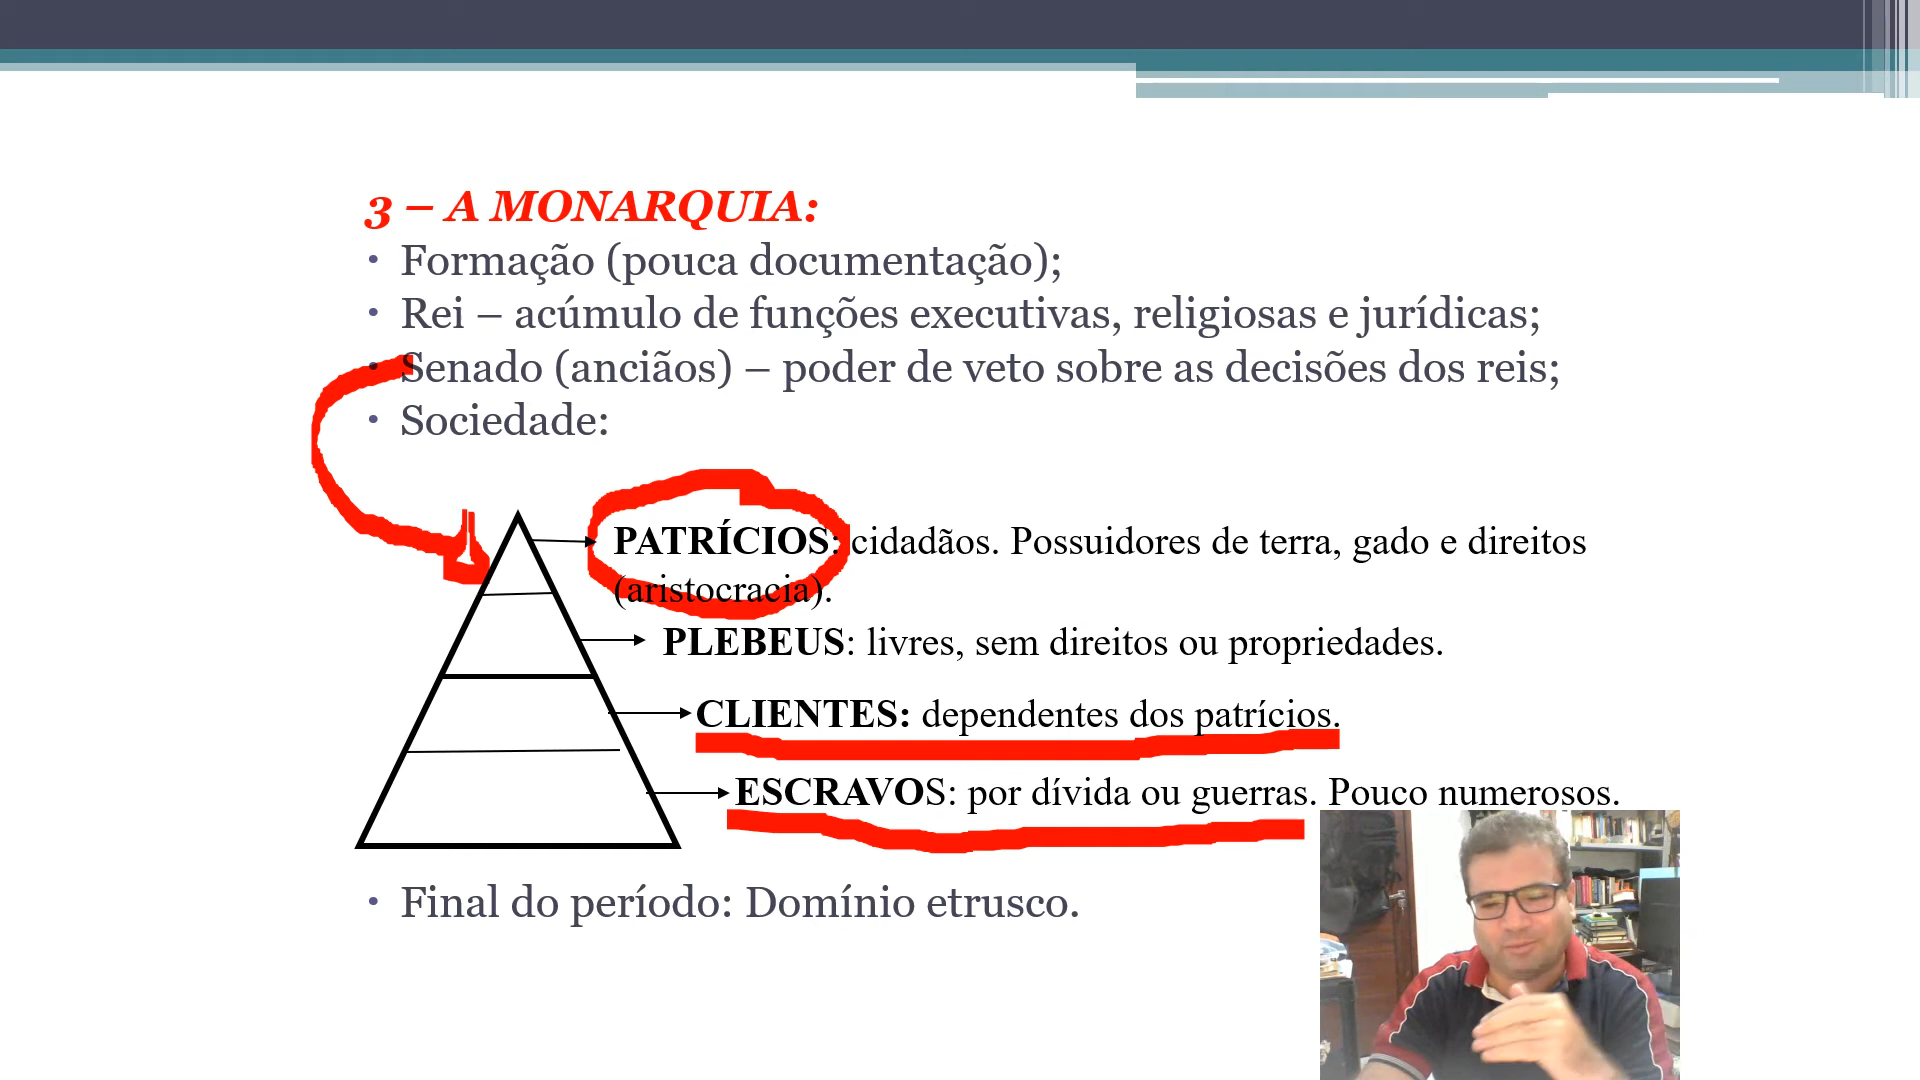 3 – A MONARQUIA:
• Formação (pouca documentação);
• Rei – acúmulo de funções executivas, religiosas e jurídicas;
• Senado (anciãos) – poder de veto sobre as decisões dos reis;
• Sociedade:
PATRÍCIOS: cidadãos. Possuidores de terra, gado e direitos
(aristocracia).
PLEBEUS: livres, sem direitos ou propriedades.
CLIENTES: dependentes dos patrícios.
ESCRAVOS: por dívida ou guerras. Pouco numerosos.
• Final do período: Domínio etrusco.